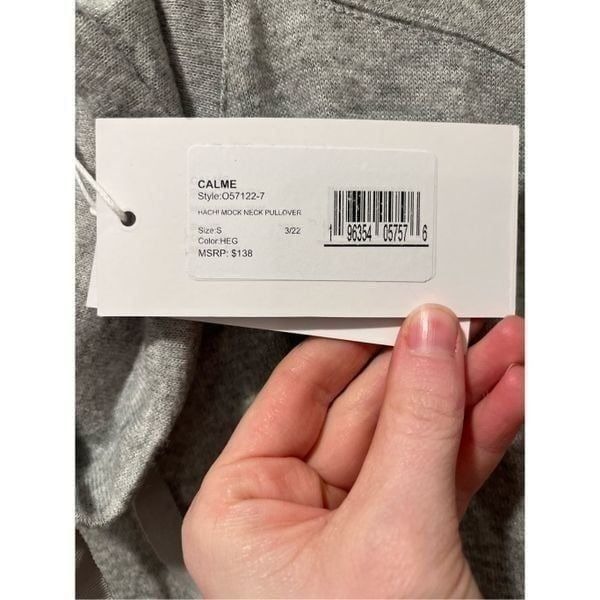 CALME
Style:O57122-7
HACHI MOCK NECK PULLOVER
Size:S 3/22
Color:HEG
MSRP: $138
1 96354 05757 6